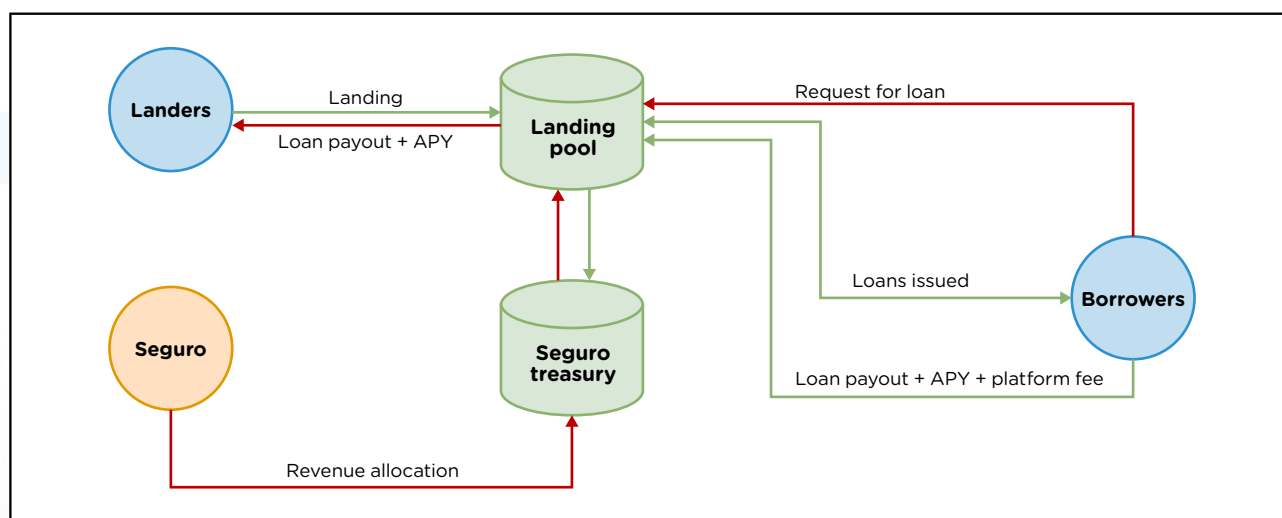 Landers
Landing
Loan payout + APY
Landing
pool
Request for loan
Loans issued
Borrowers
Seguro
Seguro
treasury
Loan payout + APY + platform fee
Revenue allocation